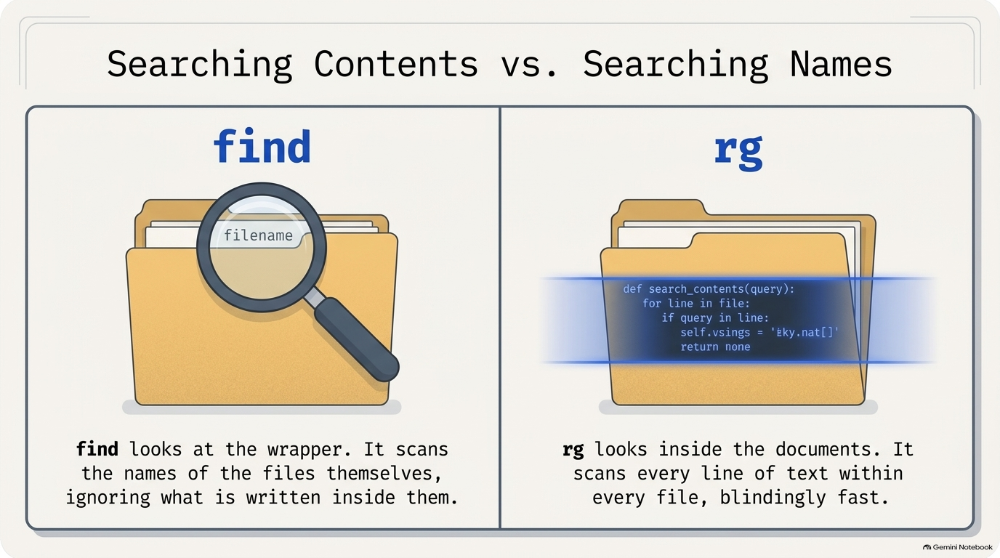 Searching Contents vs. Searching Names
find
filename
find looks at the wrapper. It scans
the names of the files themselves,
ignoring what is written inside them.
rg
def search_contents(query):
for line in file:
if query in line:
self.vsings =
return none
rg looks inside the documents. It
scans every line of text within
every file, blindingly fast.
Gemini Notebook